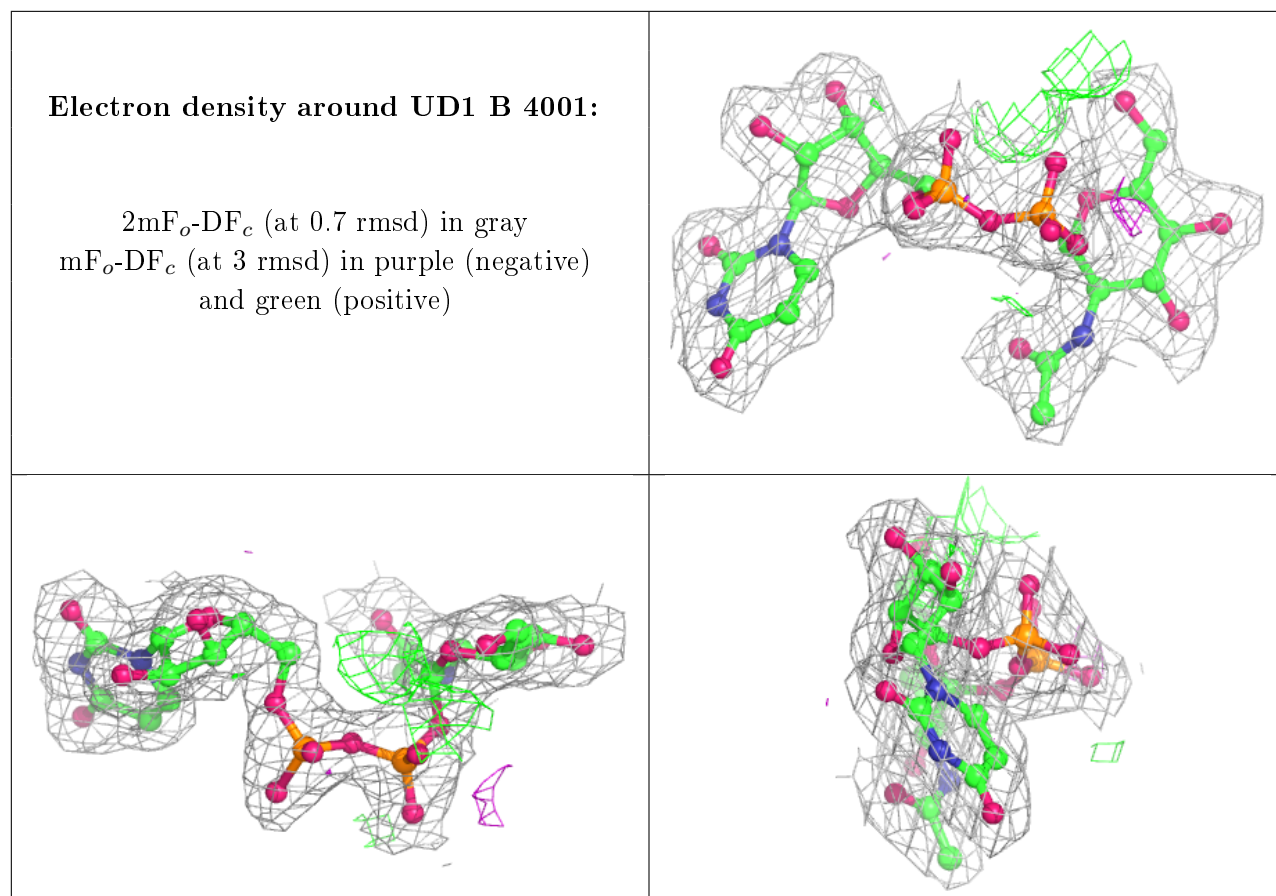 Electron density around UD1 B 4001:
2mFₒ-DF𝒸 (at 0.7 rmsd) in gray
mFₒ-DF𝒸 (at 3 rmsd) in purple (negative)
and green (positive)